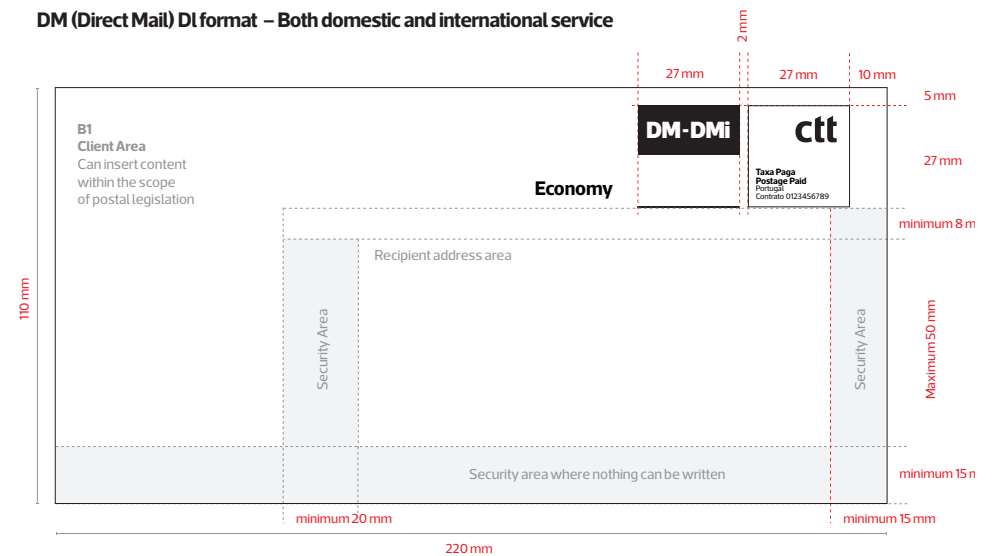 DM (Direct Mail) DI format – Both domestic and international service
2 mm
27 mm
27 mm
10 mm
5 mm
B1
Client Area
Can insert content
within the scope
of postal legislation
DM-DMi
ctt
27 mm
Taxa Paga
Postage Paid
Portugal
Contrato 0123456789
Economy
minimum 8 m
Recipient address area
110 mm
Security Area
Security Area
Maximum 50 mm
Security area where nothing can be written
minimum 15 m
minimum 20 mm
minimum 15 mm
220 mm